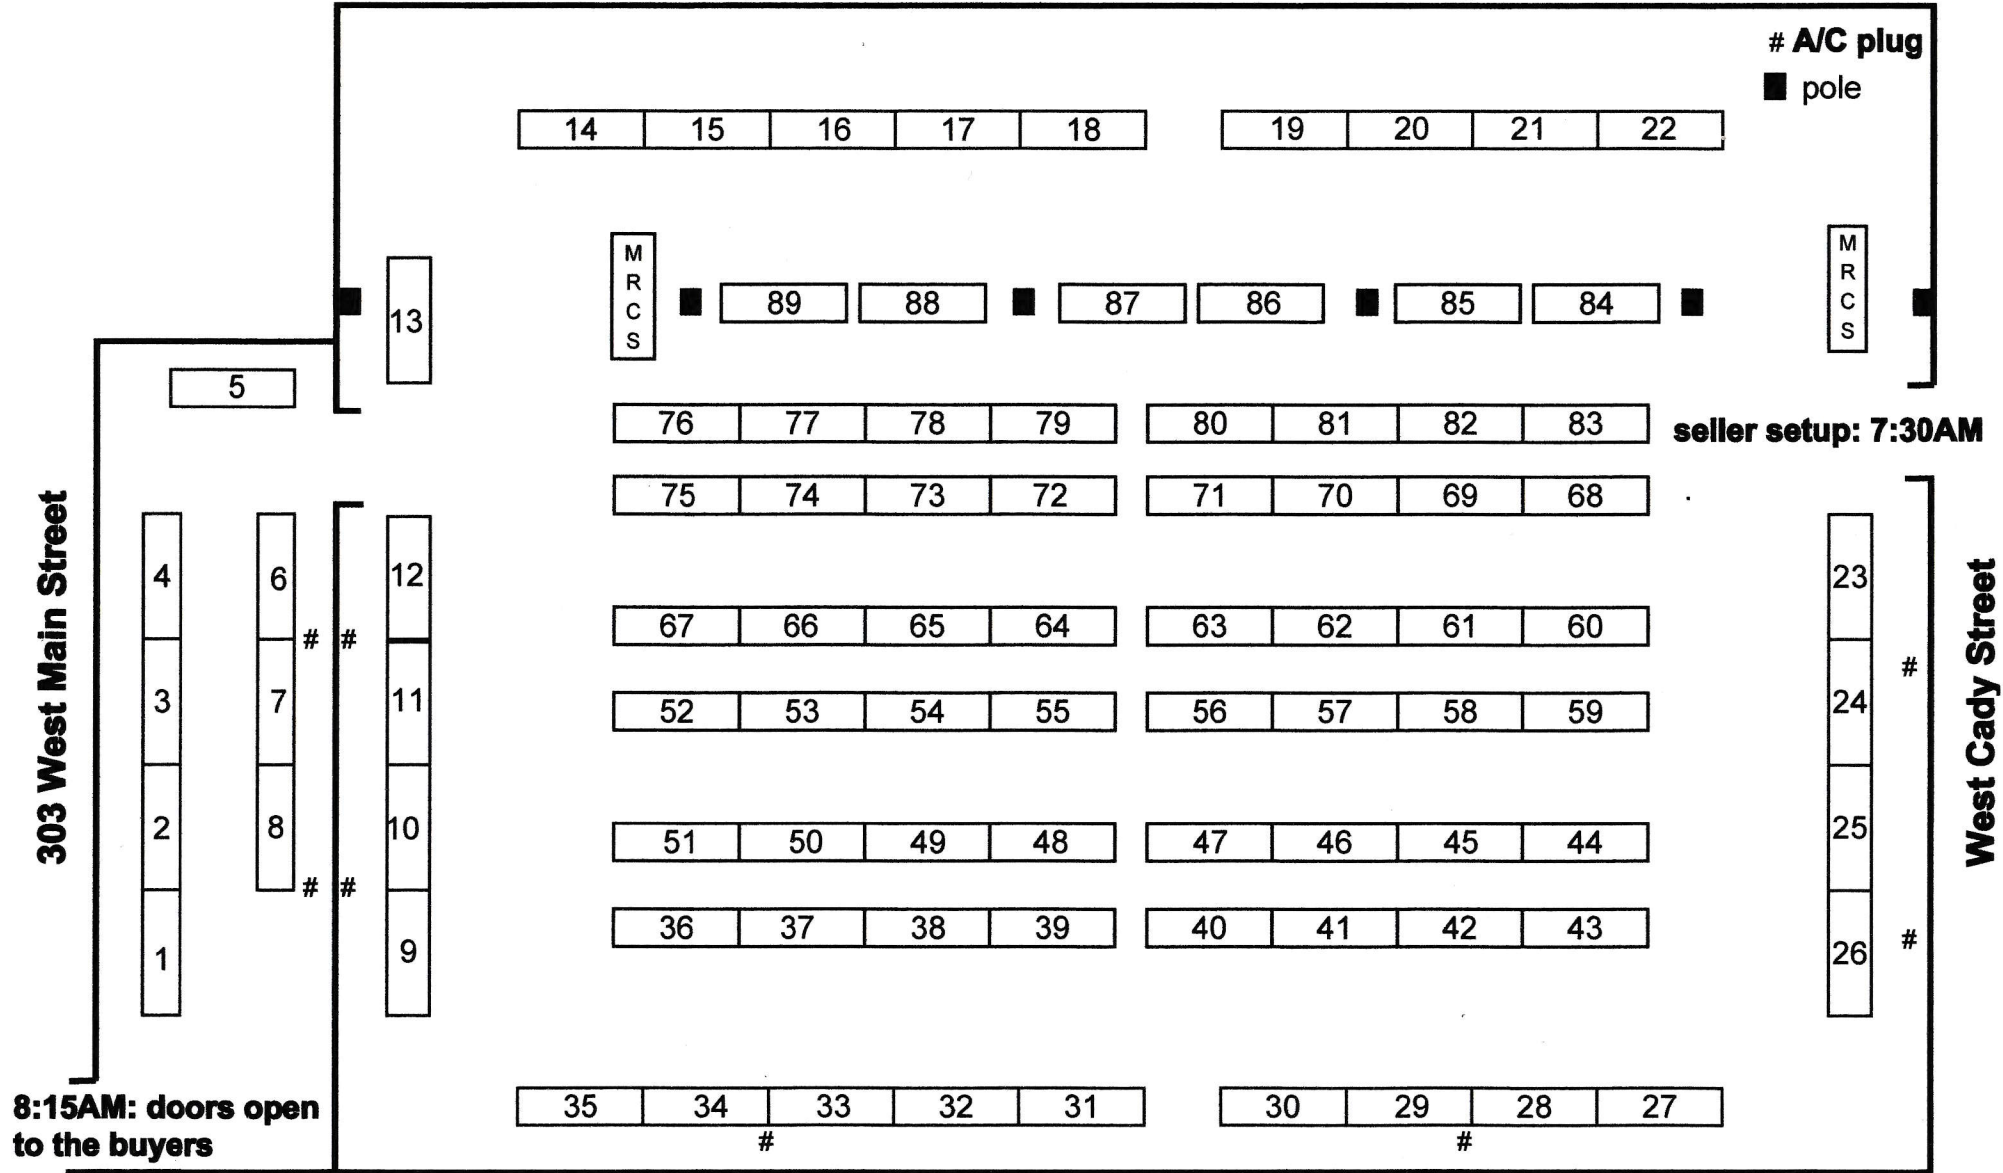 # A/C plug
pole
14 15 16 17 18 19 20 21 22
MRCS
MRCS
13
89 88 87 86 85 84
5
76 77 78 79 80 81 82 83
seller setup: 7:30AM
75 74 73 72 71 70 69 68
303 West Main Street
4 6 12 23
67 66 65 64 63 62 61 60
# # #
3 7 11 24
52 53 54 55 56 57 58 59
West Cady Street
2 8 10 25
51 50 49 48 47 46 45 44
# #
36 37 38 39 40 41 42 43
#
1 9 26
8:15AM: doors open
to the buyers
35 34 33 32 31 30 29 28 27
# #